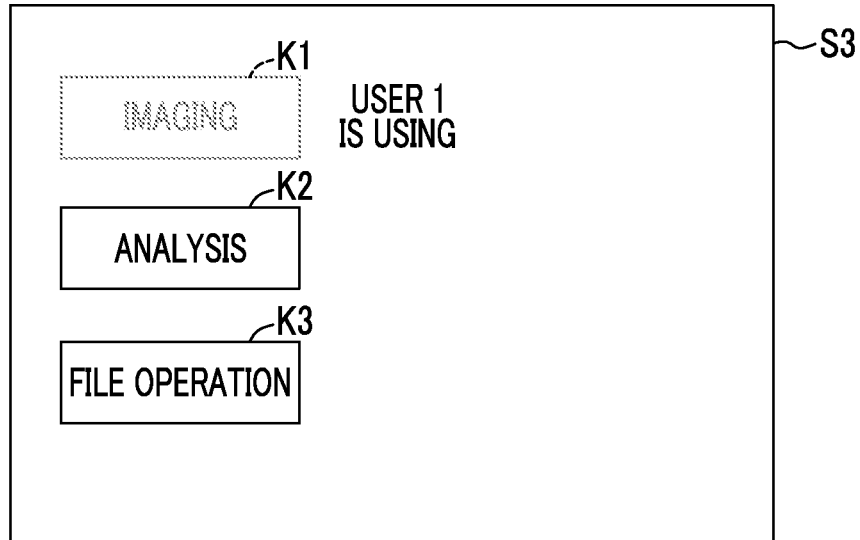 S3
K1
IMAGING
USER 1
IS USING
K2
ANALYSIS
K3
FILE OPERATION